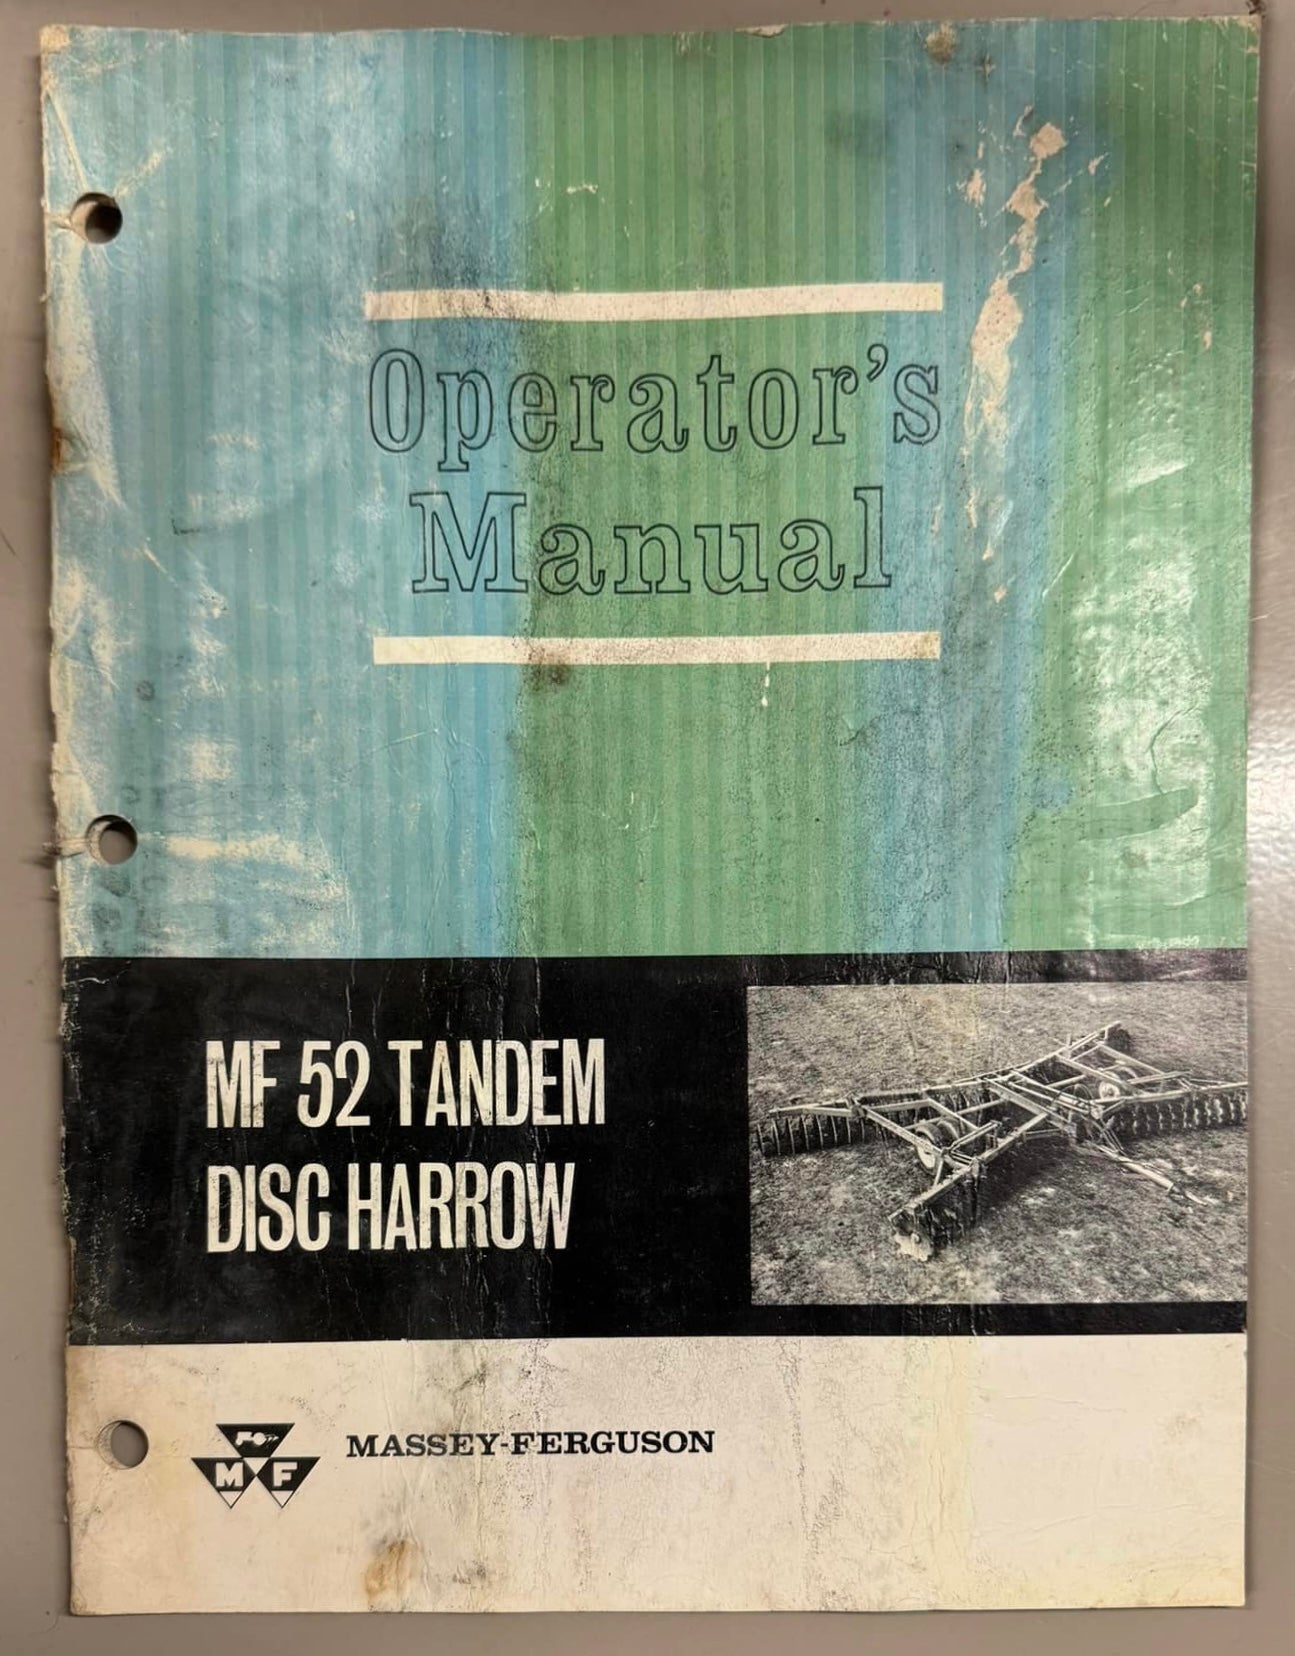 Operator's
Manual
MF 52 TANDEM
DISC HARROW
MF
MASSEY-FERGUSON